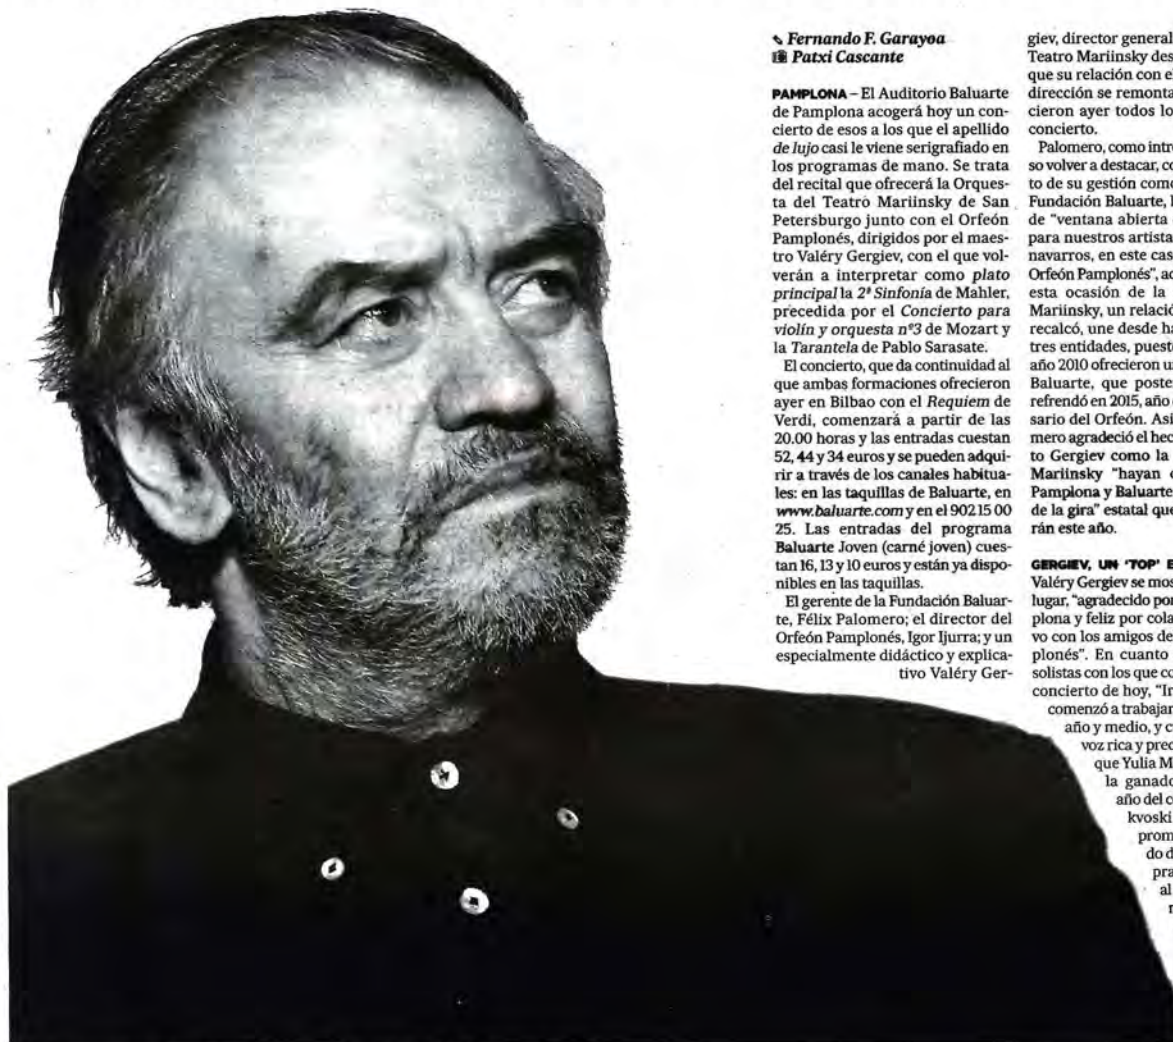 Fernando F. Garayoa
Patxi Cascante
PAMPLONA – El Auditorio Baluarte
de Pamplona acogerá hoy un con-
cierto de esos a los que el apellido
de lujo casi le viene serigrafiado en
los programas de mano. Se trata
del recital que ofrecerá la Orques-
ta del Teatro Mariinsky de San
Petersburgo junto con el Orfeón
Pamplonés, dirigidos por el maes-
tro Valéry Gergiev, con el que vol-
verán a interpretar como plato
principal la 2ª Sinfonía de Mahler,
precedida por el Concierto para
violín y orquesta nº3 de Mozart y
la Tarantela de Pablo Sarasate.
El concierto, que da continuidad al
que ambas formaciones ofrecieron
ayer en Bilbao con el Requiem de
Verdi, comenzará a partir de las
20.00 horas y las entradas cuestan
52, 44 y 34 euros y se pueden adqui-
rir a través de los canales habitua-
les: en las taquillas de Baluarte, en
www.baluarte.com y en el 902 15 00
25. Las entradas del programa
Baluarte Joven (carné joven) cues-
tan 16, 13 y 10 euros y están ya dispo-
nibles en las taquillas.
El gerente de la Fundación Baluar-
te, Félix Palomero; el director del
Orfeón Pamplonés, Igor Ijurra; y un
especialmente didáctico y explica-
tivo Valéry Ger-
giev, director general
Teatro Mariinsky des
que su relación con e
dirección se remonta
cieron ayer todos lo
concierto.
Palomero, como intr
so volver a destacar, co
to de su gestión como
Fundación Baluarte, l
de "ventana abierta
para nuestros artista
navarros, en este cas
Orfeón Pamplonés", ac
esta ocasión de la
Mariinsky, un relació
recalcó, une desde ha
tres entidades, puest
año 2010 ofrecieron u
Baluarte, que poste
refrendó en 2015, año
sario del Orfeón. Asi
mero agradeció el hec
to Gergiev como la
Mariinsky "hayan
Pamplona y Baluarte
de la gira" estatal que
rán este año.
GERGIEV, UN 'TOP'
Valéry Gergiev se mos
lugar, "agradecido por
plona y feliz por cola
vo con los amigos de
plonés". En cuanto
solistas con los que co
concierto de hoy, "Ir
comenzó a trabajar
año y medio, y c
voz rica y prec
que Yulia M
la ganado
año del c
kvoski
prom
do d
pra
al